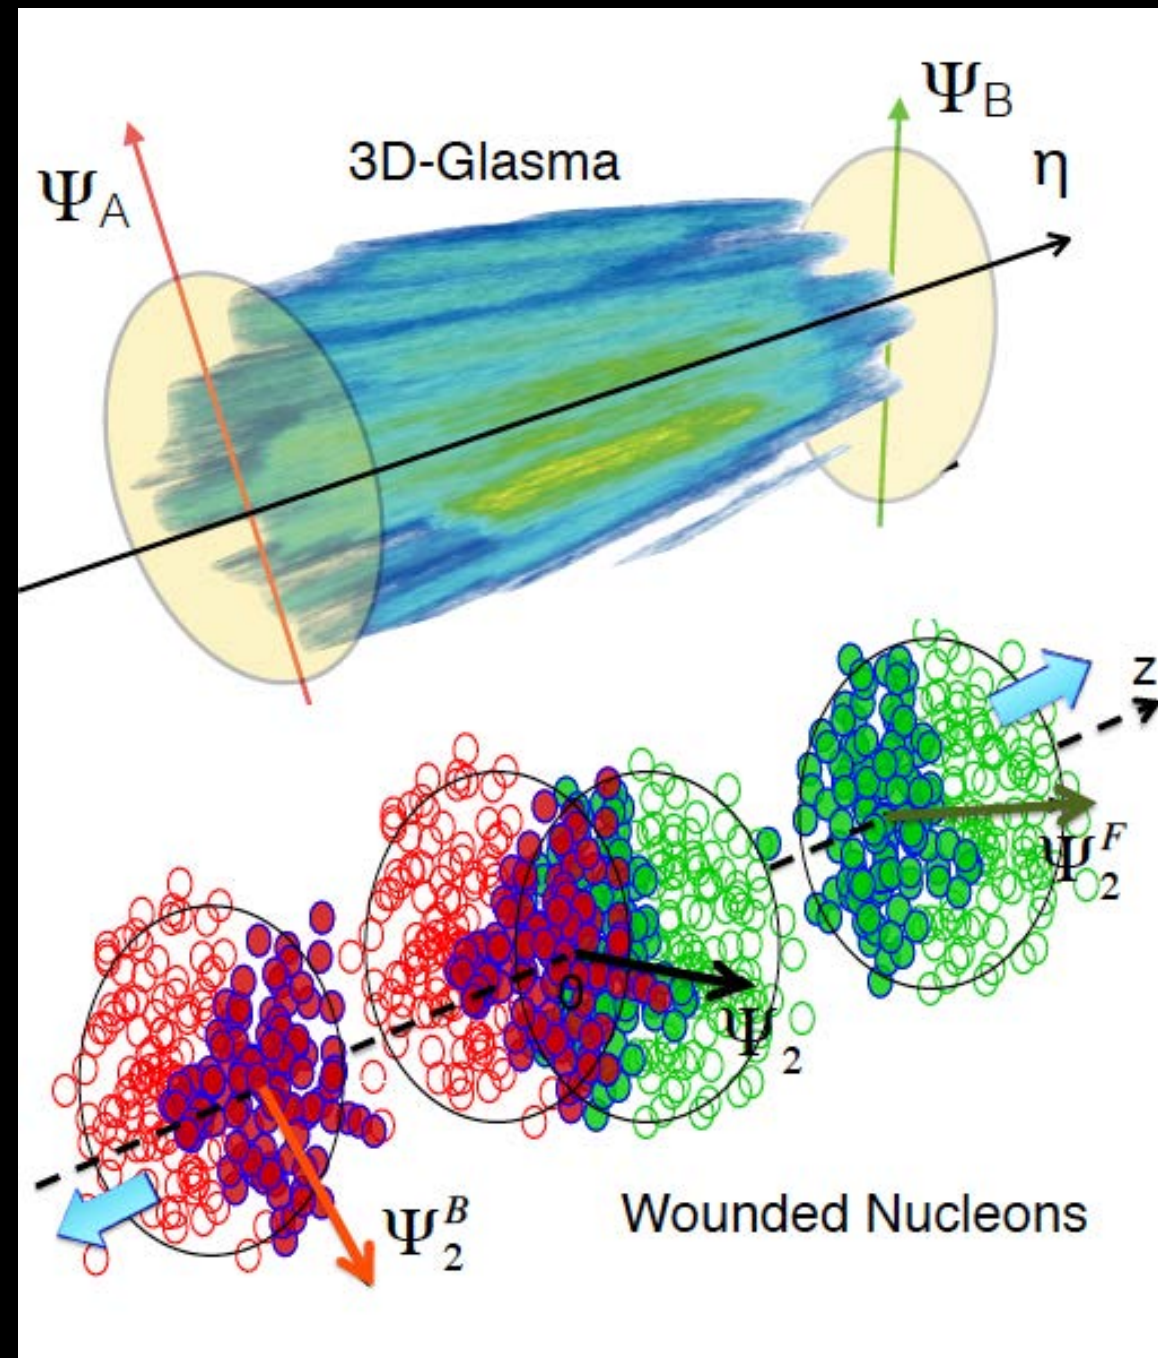 Ψ_B
3D-Glasma
η
Ψ_A
z
Ψ_2^F
0
Ψ_2
Ψ_2^B
Wounded Nucleons